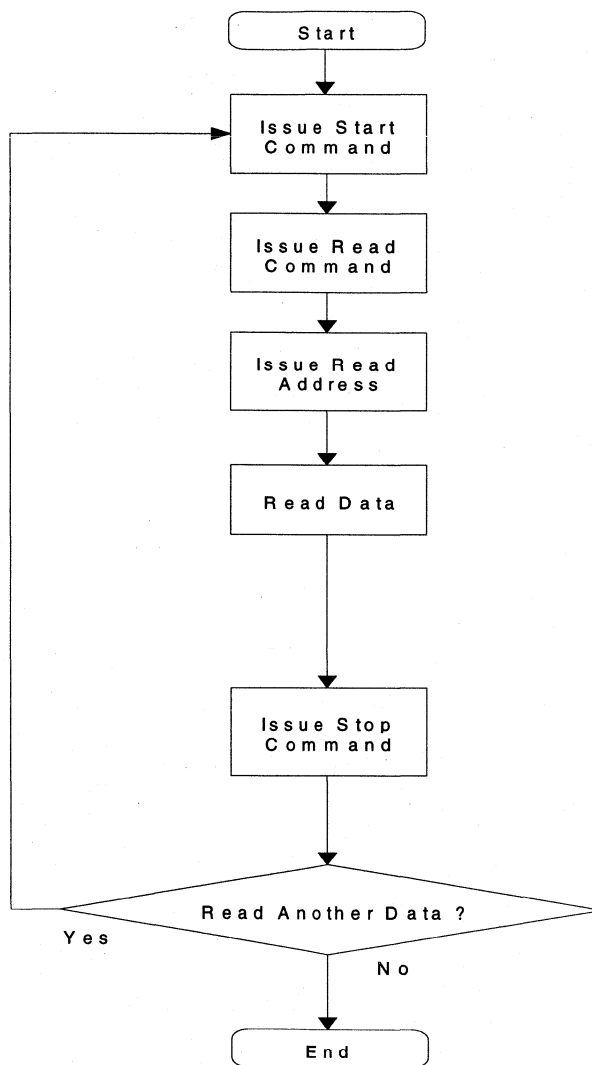 Start
Issue Start
Command
Issue Read
Command
Issue Read
Address
Read Data
Issue Stop
Command
Read Another Data ?
Yes
No
End